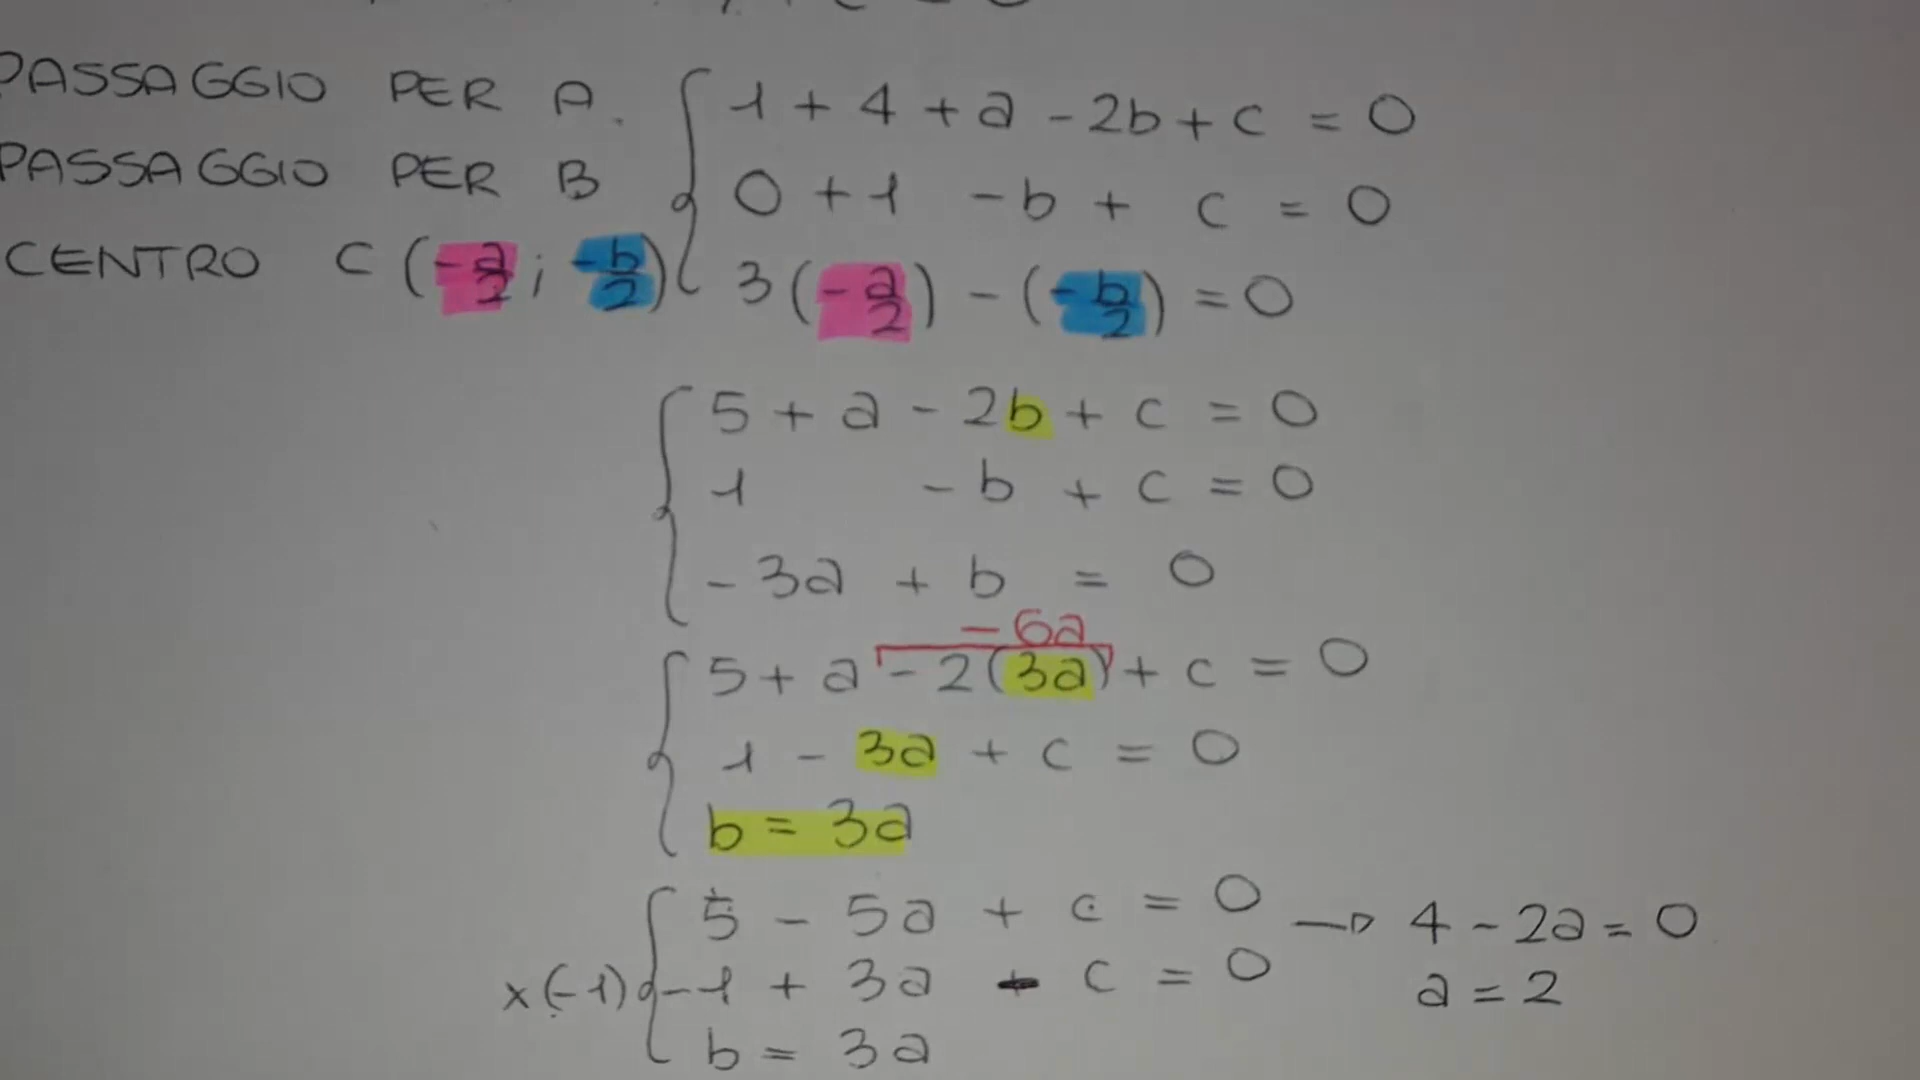 PASSAGGIO PER A. 1 + 4 + a - 2b + c = 0
PASSAGGIO PER B 0 + 1 - b + c = 0
CENTRO C (-a/2 ; -b/2) 3(-a/2) - (-b/2) = 0
5 + a - 2b + c = 0
1 - b + c = 0
-3a + b = 0
-6a
5 + a - 2(3a) + c = 0
1 - 3a + c = 0
b = 3a
5 - 5a + c = 0 → 4 - 2a = 0
x(-1) -1 + 3a - c = 0 a = 2
b = 3a